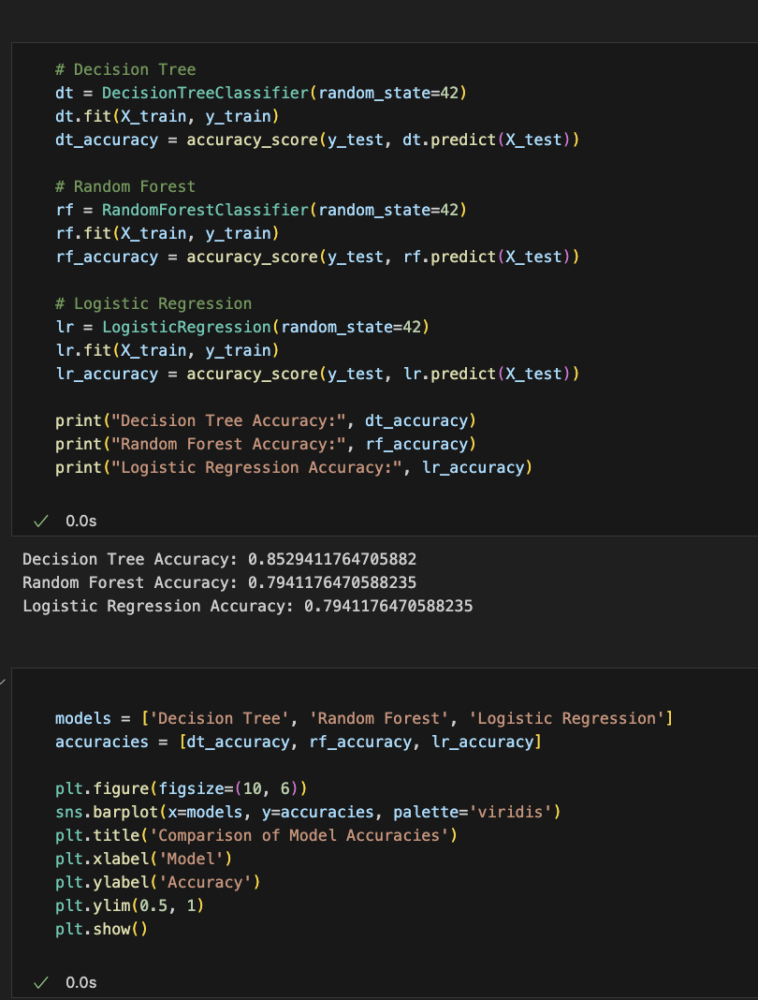 # Decision Tree
dt = DecisionTreeClassifier(random_state=42)
dt.fit(X_train, y_train)
dt_accuracy = accuracy_score(y_test, dt.predict(X_test))
# Random Forest
rf = RandomForestClassifier(random_state=42)
rf.fit(X_train, y_train)
rf_accuracy = accuracy_score(y_test, rf.predict(X_test))
# Logistic Regression
lr = LogisticRegression(random_state=42)
lr.fit(X_train, y_train)
lr_accuracy = accuracy_score(y_test, lr.predict(X_test))
print("Decision Tree Accuracy:", dt_accuracy)
print("Random Forest Accuracy:", rf_accuracy)
print("Logistic Regression Accuracy:", lr_accuracy)
0.0s
Decision Tree Accuracy: 0.8529411764705882
Random Forest Accuracy: 0.7941176470588235
Logistic Regression Accuracy: 0.7941176470588235
models = ['Decision Tree', 'Random Forest', 'Logistic Regression']
accuracies = [dt_accuracy, rf_accuracy, lr_accuracy]
plt.figure(figsize=(10, 6))
sns.barplot(x=models, y=accuracies, palette='viridis')
plt.title('Comparison of Model Accuracies')
plt.xlabel('Model')
plt.ylabel('Accuracy')
plt.ylim(0.5, 1)
plt.show()
0.0s